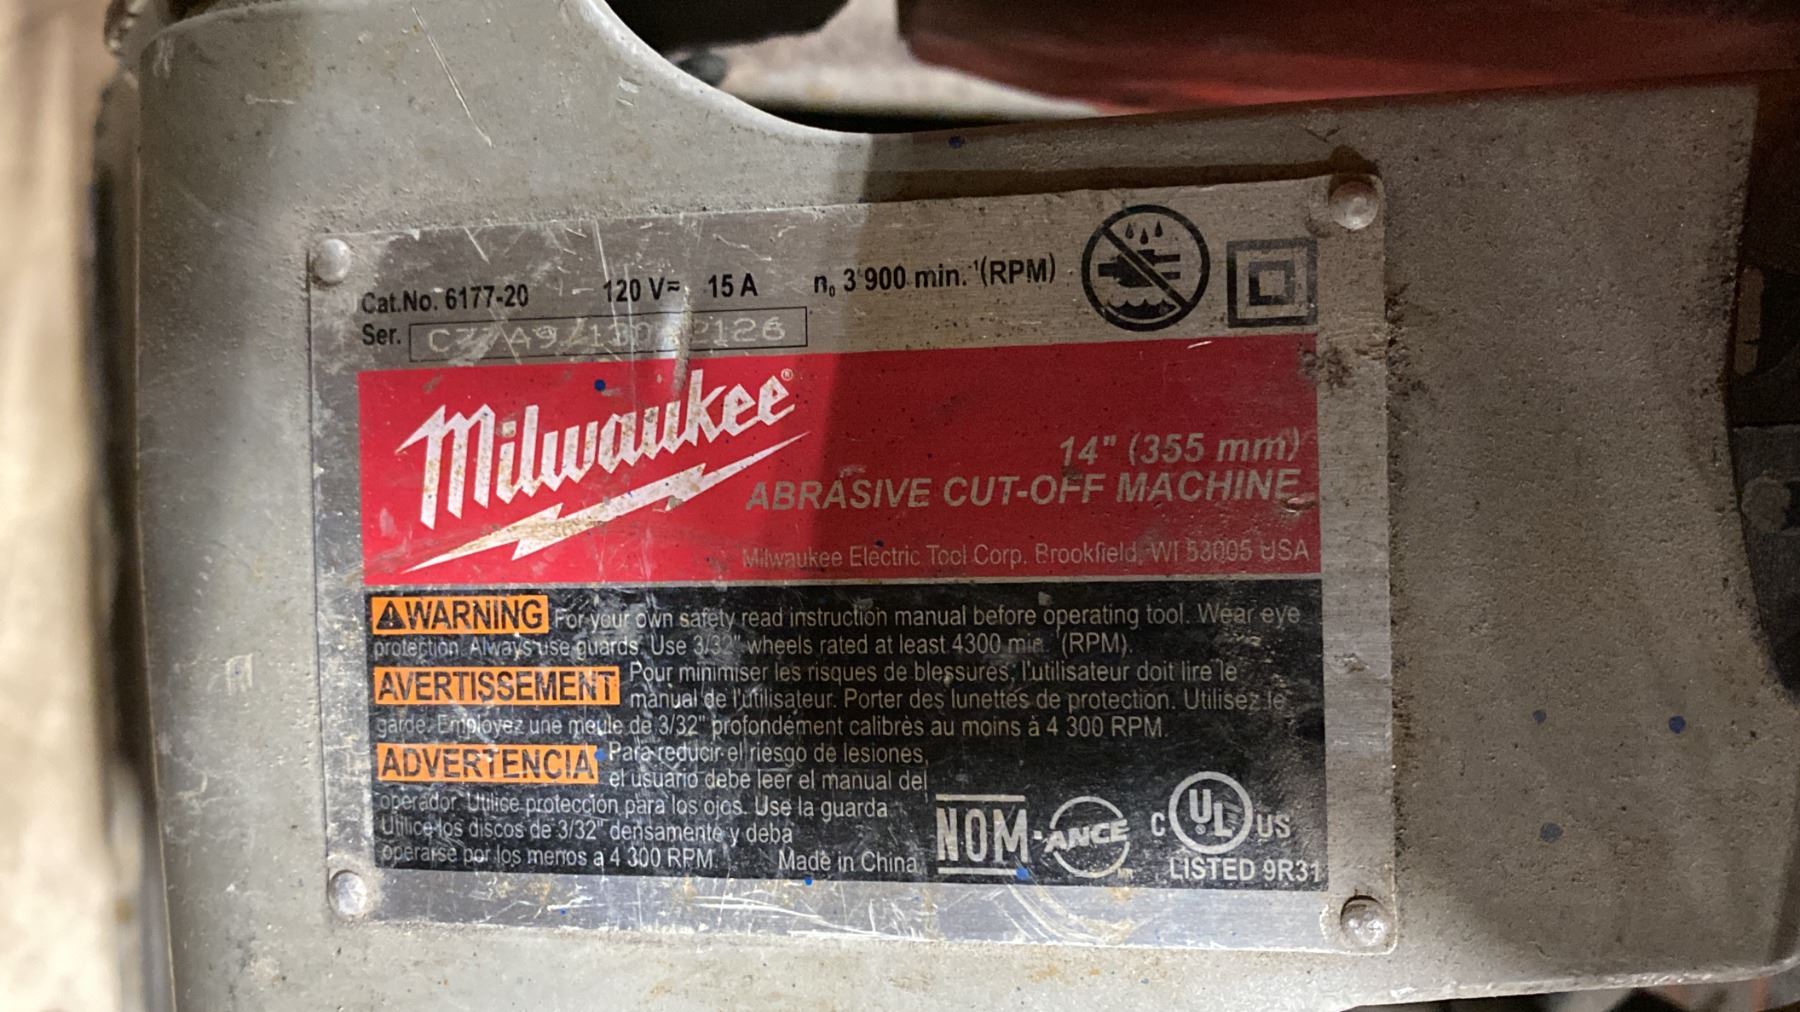 Cat.No. 6177-20 120 V 15 A n₀ 3 900 min.⁻¹(RPM)
Ser.
Milwaukee®
14" (355 mm)
ABRASIVE CUT-OFF MACHINE
Milwaukee Electric Tool Corp. Brookfield, WI 53005 USA
⚠WARNING For your own safety read instruction manual before operating tool. Wear eye
protection. Always use guards. Use 3/32" wheels rated at least 4300 min. (RPM).
AVERTISSEMENT Pour minimiser les risques de blessures, l'utilisateur doit lire le
manual de l'utilisateur. Porter des lunettes de protection. Utilisez le
garde. Employez une meule de 3/32" profondément calibrès au moins à 4 300 RPM.
ADVERTENCIA Para reducir el riesgo de lesiones,
el usuario debe leer el manual del
operador. Utilice protección para los ojos. Use la guarda
Utilice los discos de 3/32" densamente y deba
operarse por los menos a 4 300 RPM.
Made in China
NOM-ANCE
C UL US
LISTED 9R31